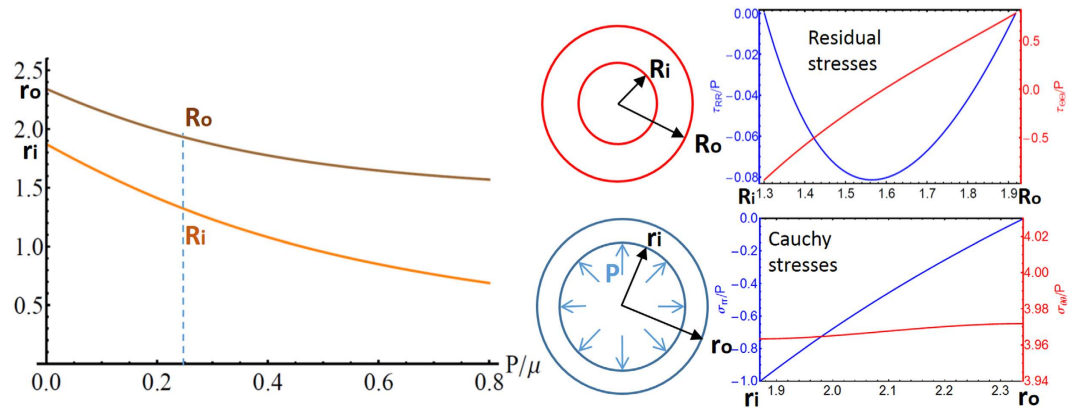 2.5
ro
2.0
ri
1.5
1.0
0.5
0.0
0.2
0.4
0.6
0.8
P/μ
Ro
Ri
Ri
Ro
Residual
stresses
0.00
-0.02
-0.04
-0.06
-0.08
τRR/P
0.5
0.0
-0.5
τΘΘ/P
Ri
1.3
1.4
1.5
1.6
1.7
1.8
1.9
Ro
P
ri
ro
Cauchy
stresses
0.0
-0.2
-0.4
-0.6
-0.8
-1.0
σrr/P
4.02
4.00
3.98
3.96
3.94
σθθ/P
1.9
2.0
2.1
2.2
2.3
ri
ro